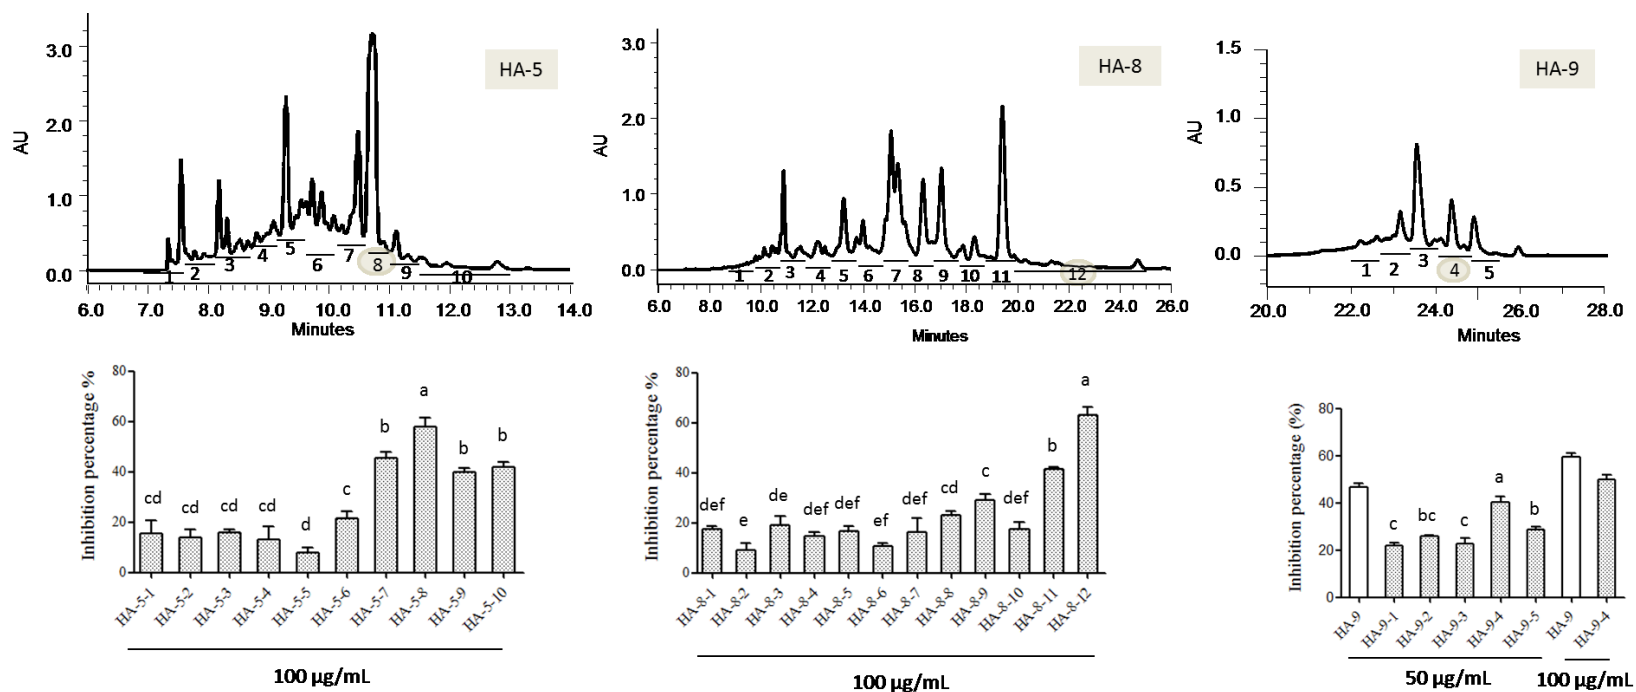 HA-5
AU
3.0
2.0
1.0
0.0
1 2 3 4 5 6 7 8 9 10
6.0 7.0 8.0 9.0 10.0 11.0 12.0 13.0 14.0
Minutes
HA-8
AU
3.0
2.0
1.0
0.0
1 2 3 4 5 6 7 8 9 10 11 12
6.0 8.0 10.0 12.0 14.0 16.0 18.0 20.0 22.0 24.0 26.0
Minutes
HA-9
AU
1.5
1.0
0.5
0.0
1 2 3 4 5
20.0 22.0 24.0 26.0 28.0
Minutes
Inhibition percentage %
80
60
40
20
0
cd cd cd cd d c b a b b
HA-5-1 HA-5-2 HA-5-3 HA-5-4 HA-5-5 HA-5-6 HA-5-7 HA-5-8 HA-5-9 HA-5-10
100 µg/mL
Inhibition percentage %
80
60
40
20
0
def e de def def ef def cd c def b a
HA-8-1 HA-8-2 HA-8-3 HA-8-4 HA-8-5 HA-8-6 HA-8-7 HA-8-8 HA-8-9 HA-8-10 HA-8-11 HA-8-12
100 µg/mL
Inhibition percentage (%)
80
60
40
20
0
c bc c a b
HA-9 HA-9-1 HA-9-2 HA-9-3 HA-9-4 HA-9-5 HA-9 HA-9-4
50 µg/mL 100 µg/mL